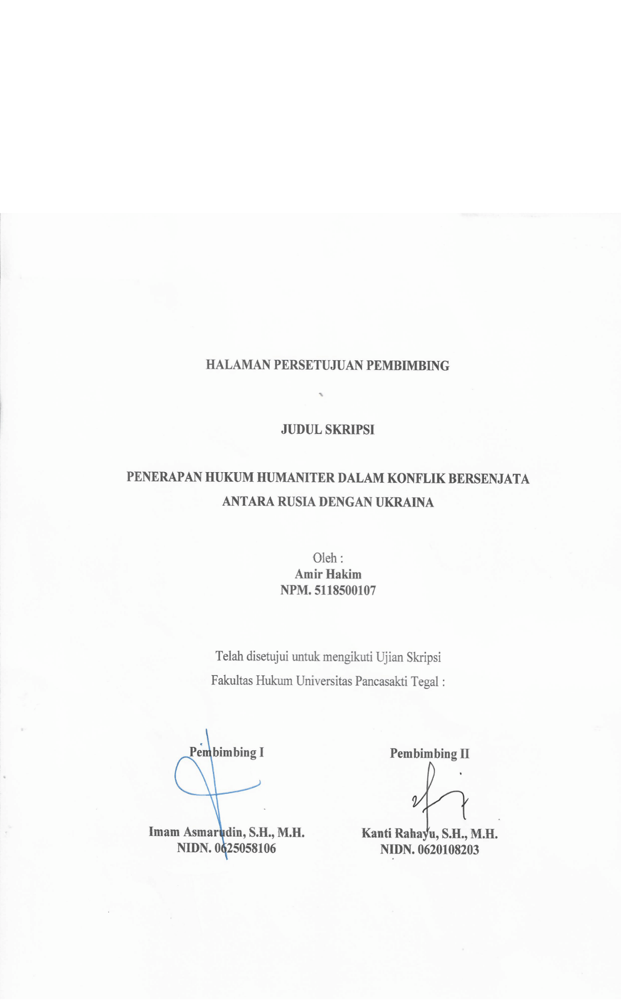 HALAMAN PERSETUJUAN PEMBIMBING
JUDUL SKRIPSI
PENERAPAN HUKUM HUMANITER DALAM KONFLIK BERSENJATA
ANTARA RUSIA DENGAN UKRAINA
Oleh :
Amir Hakim
NPM. 5118500107
Telah disetujui untuk mengikuti Ujian Skripsi
Fakultas Hukum Universitas Pancasakti Tegal :
Pembimbing I
Pembimbing II
Imam Asmarudin, S.H., M.H.
Kanti Rahayu, S.H., M.H.
NIDN. 0625058106
NIDN. 0620108203